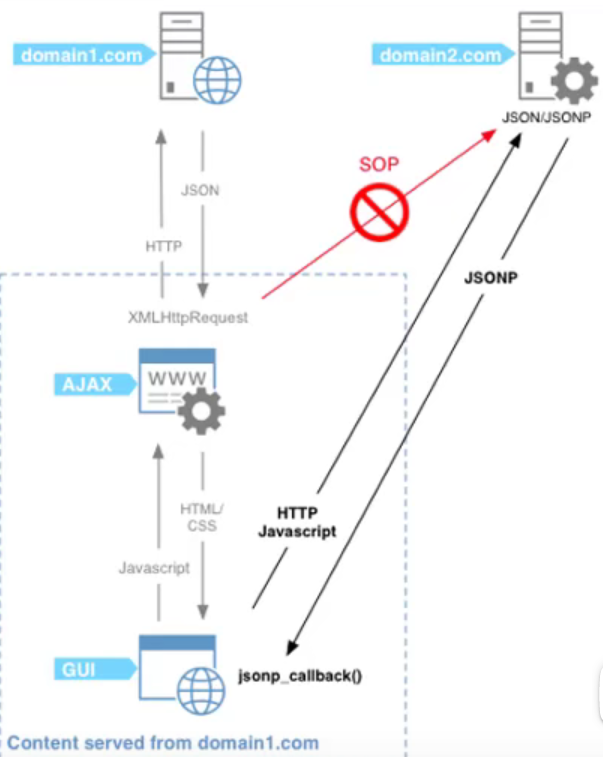 domain1.com
domain2.com
JSON/JSONP
SOP
JSON
HTTP
JSONP
XMLHttpRequest
AJAX
WWW
HTML/
CSS
HTTP
Javascript
Javascript
GUI
jsonp_callback()
Content served from domain1.com